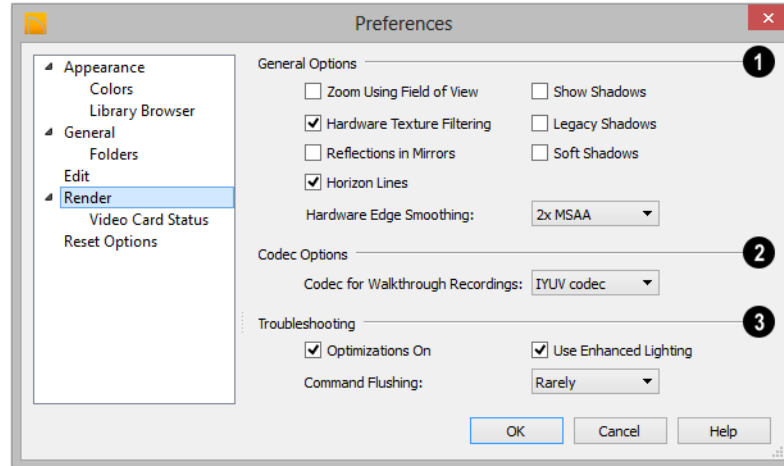 Preferences
Appearance
Colors
Library Browser
General
Folders
Edit
Render
Video Card Status
Reset Options
General Options 1
Zoom Using Field of View Show Shadows
Hardware Texture Filtering Legacy Shadows
Reflections in Mirrors Soft Shadows
Horizon Lines
Hardware Edge Smoothing: 2x MSAA
Codec Options 2
Codec for Walkthrough Recordings: IYUV codec
Troubleshooting 3
Optimizations On Use Enhanced Lighting
Command Flushing: Rarely
OK Cancel Help